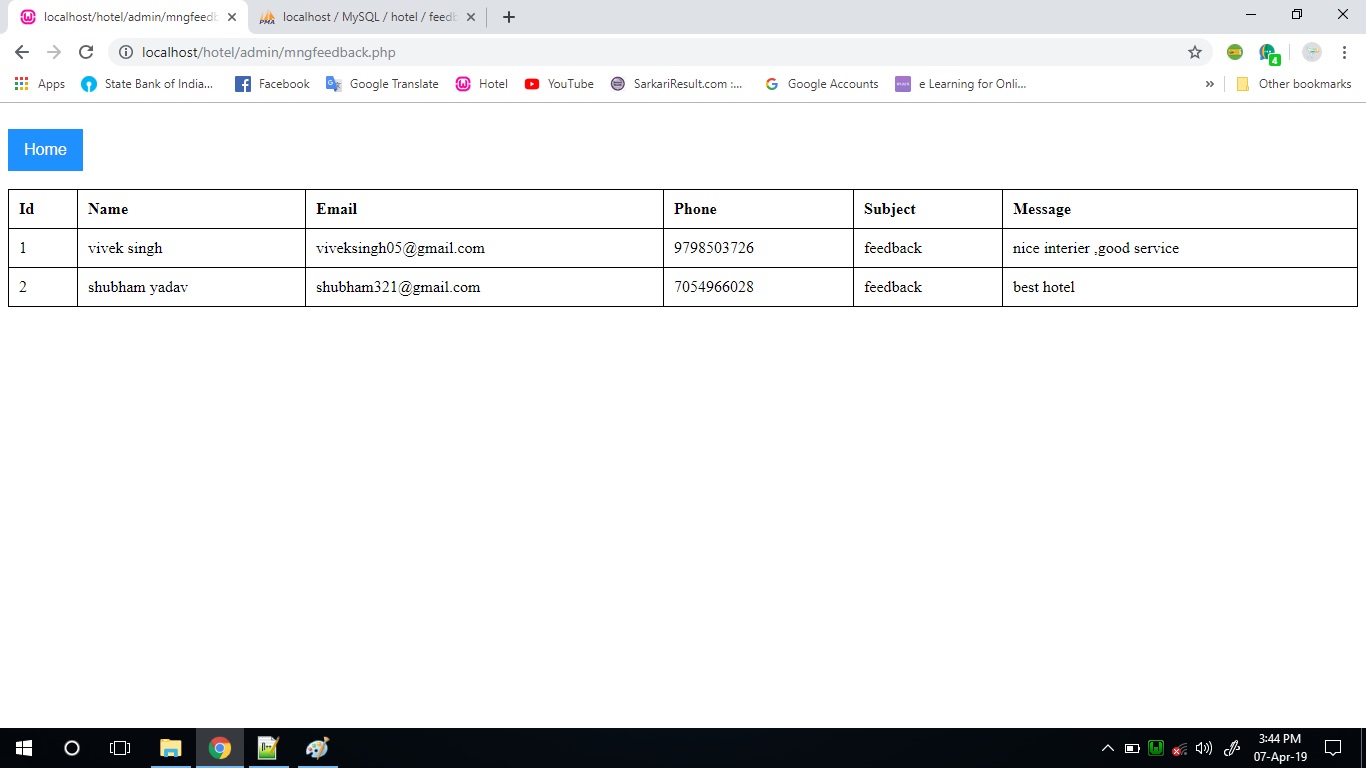 localhost/hotel/admin/mngfeedb
localhost / MySQL / hotel / feedb
localhost/hotel/admin/mngfeedback.php
4
Apps State Bank of India... Facebook Google Translate Hotel YouTube SarkariResult.com :... Google Accounts e Learning for Onli... » Other bookmarks
Home
Id Name Email Phone Subject Message
1 vivek singh viveksingh05@gmail.com 9798503726 feedback nice interier ,good service
2 shubham yadav shubham321@gmail.com 7054966028 feedback best hotel
3:44 PM
07-Apr-19